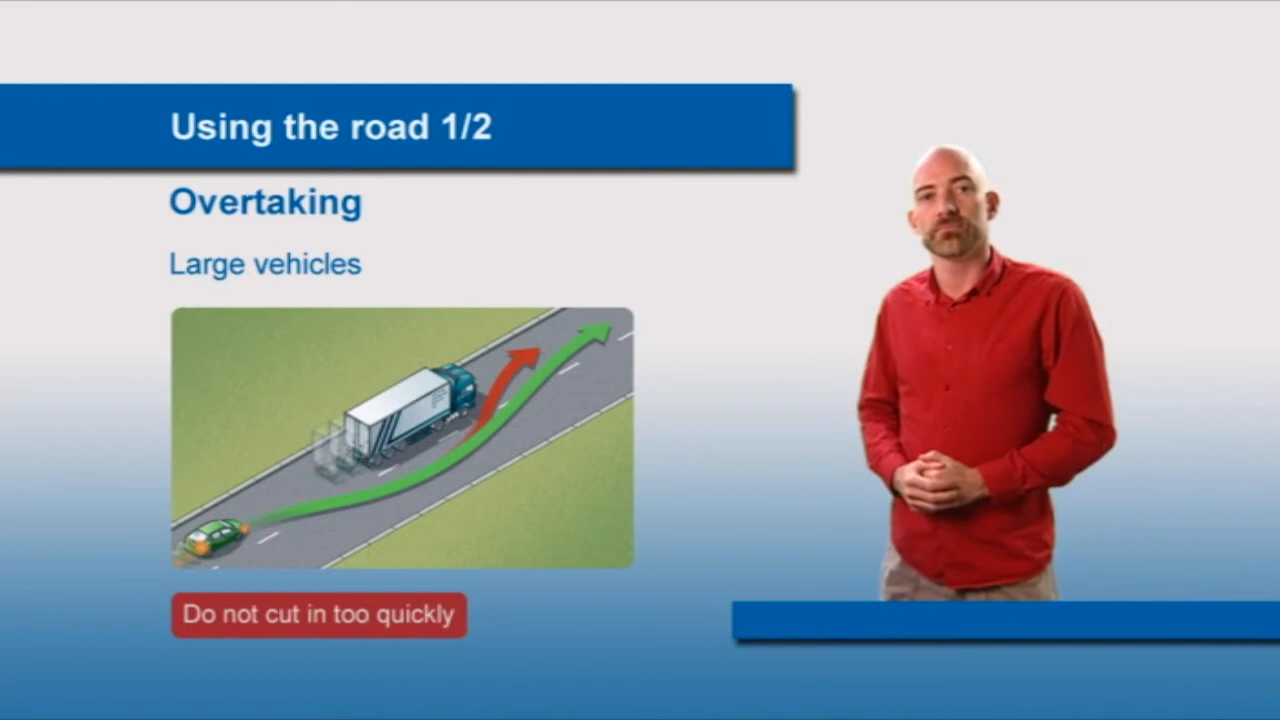 Using the road 1/2
Overtaking
Large vehicles
Do not cut in too quickly